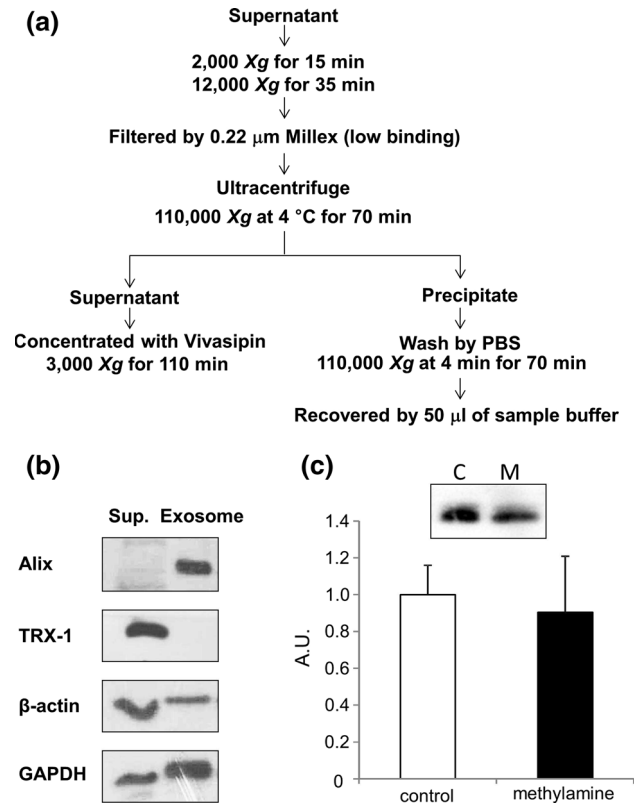 (a)
Supernatant
2,000 Xg for 15 min
12,000 Xg for 35 min
Filtered by 0.22 μm Millex (low binding)
Ultracentrifuge
110,000 Xg at 4 °C for 70 min
Supernatant
Concentrated with Vivasipin
3,000 Xg for 110 min
Precipitate
Wash by PBS
110,000 Xg at 4 min for 70 min
Recovered by 50 μl of sample buffer
(b)
Sup. Exosome
Alix
TRX-1
β-actin
GAPDH
(c)
C M
1.4
1.2
1.0
0.8
0.6
0.4
0.2
0
A.U.
control methylamine